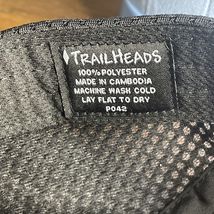 TRAILHEADS
100% POLYESTER
MADE IN CAMBODIA
MACHINE WASH COLD
LAY FLAT TO DRY
P042